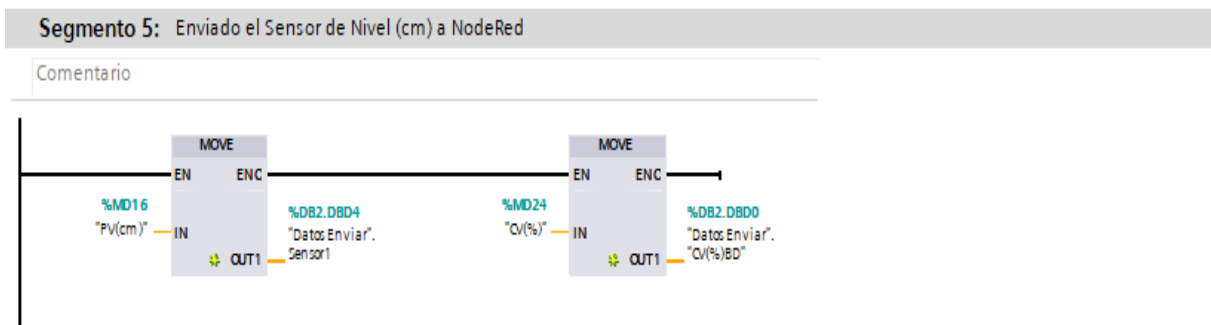 Segmento 5: Enviado el Sensor de Nivel (cm) a NodeRed
Comentario
MOVE
EN ENO
%MD16
"PV(cm)" IN
%DB2.DBD4
"Datos Enviar".
Sensor1
OUT1
MOVE
EN ENO
%MD24
"CV(%)" IN
%DB2.DBD0
"Datos Enviar".
"CV(%)BD"
OUT1